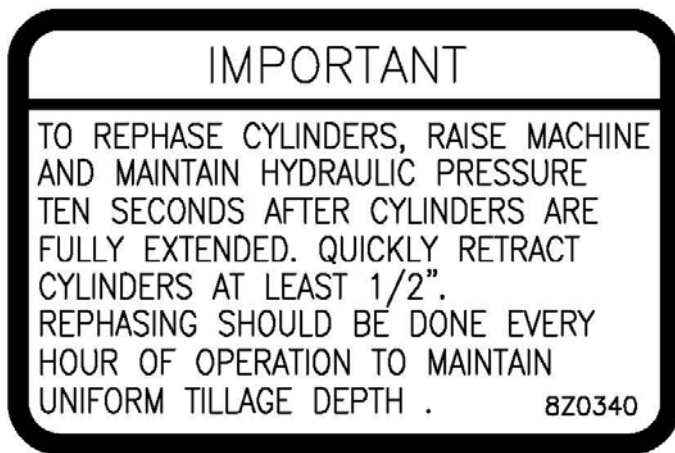 IMPORTANT
TO REPHASE CYLINDERS, RAISE MACHINE
AND MAINTAIN HYDRAULIC PRESSURE
TEN SECONDS AFTER CYLINDERS ARE
FULLY EXTENDED. QUICKLY RETRACT
CYLINDERS AT LEAST 1/2”.
REPHASING SHOULD BE DONE EVERY
HOUR OF OPERATION TO MAINTAIN
UNIFORM TILLAGE DEPTH . 8Z0340